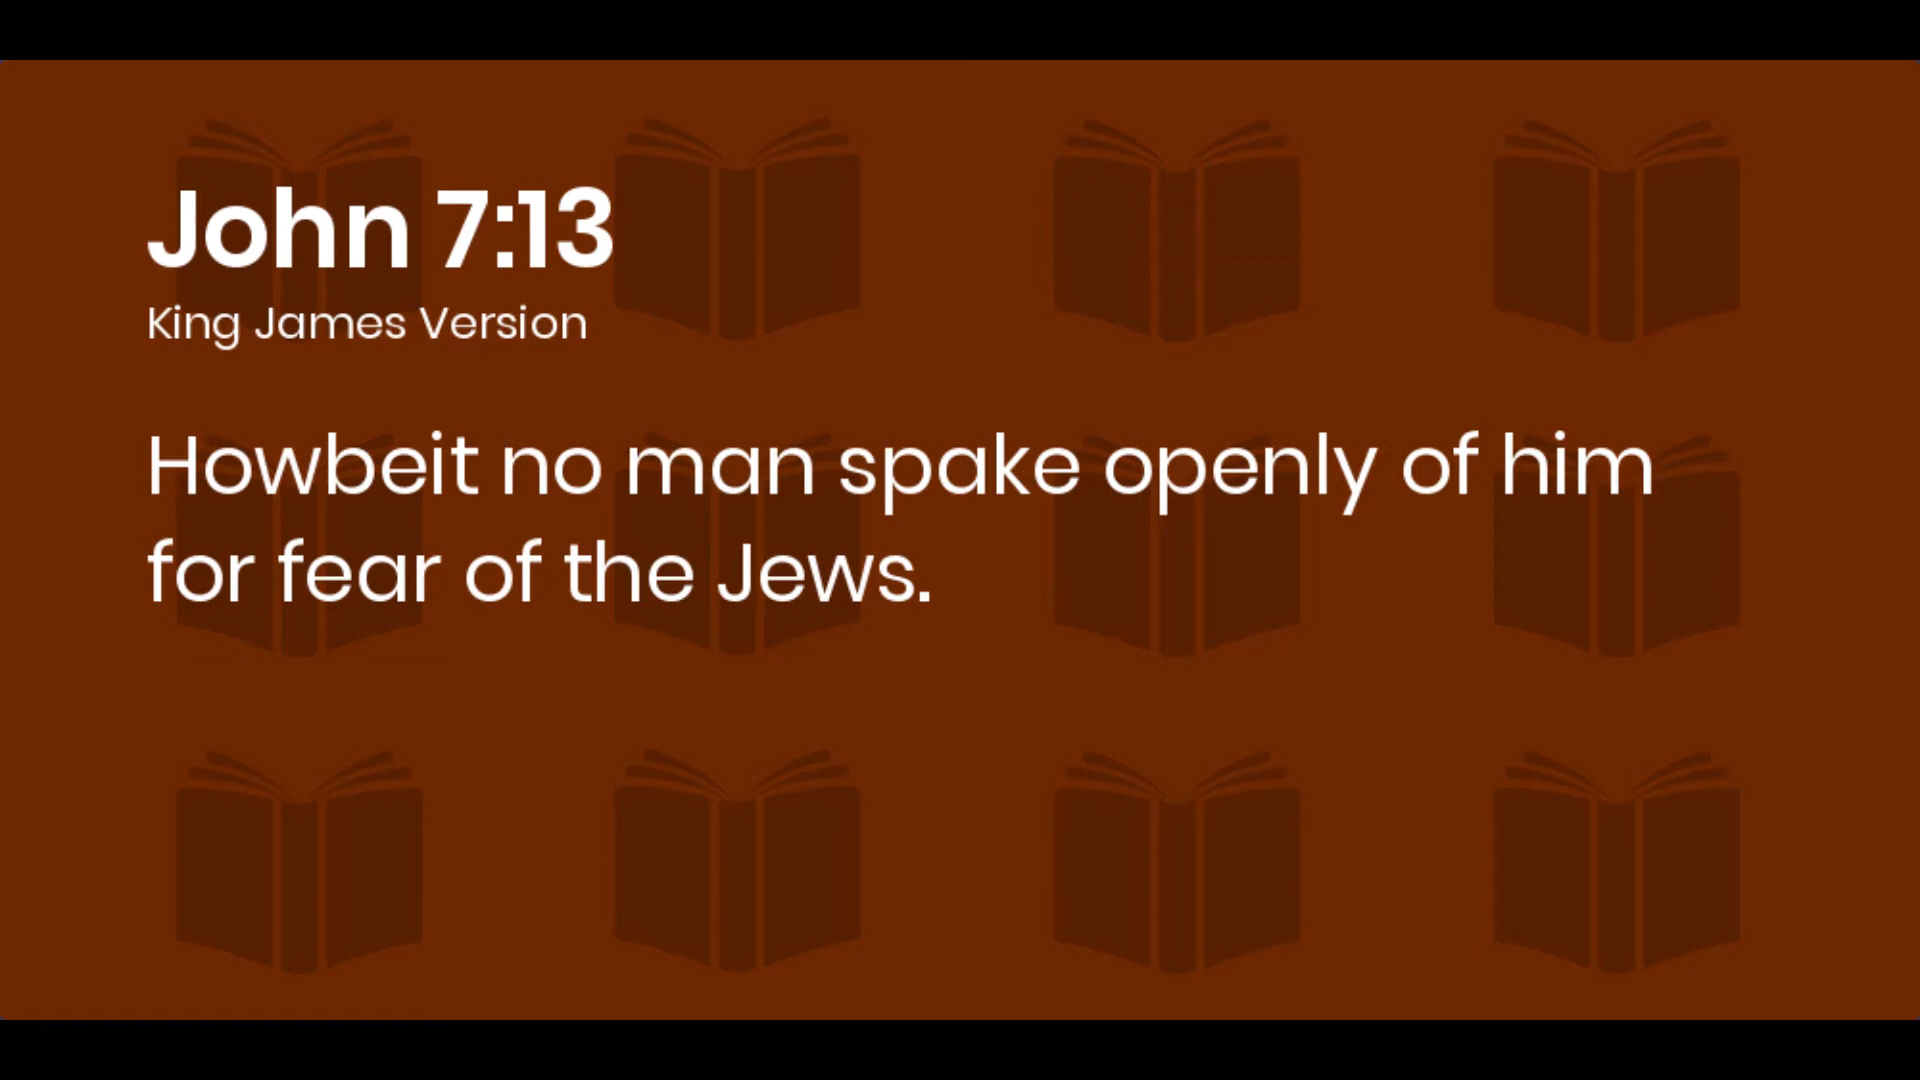 John 7:13
King James Version
Howbeit no man spake openly of him
for fear of the Jews.